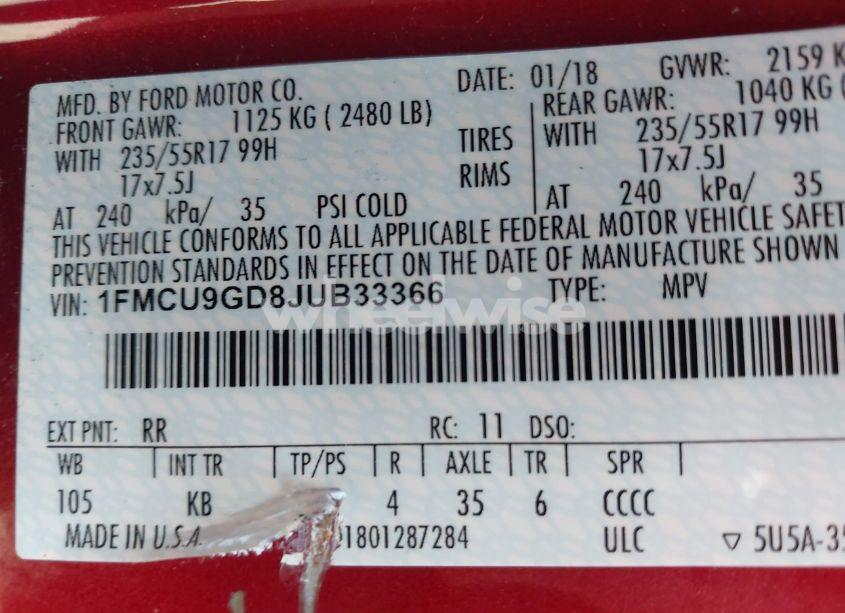 MFD. BY FORD MOTOR CO. DATE: 01/18 GVWR: 2159 K
FRONT GAWR: 1125 KG ( 2480 LB) REAR GAWR: 1040 KG (
WITH 235/55R17 99H TIRES WITH 235/55R17 99H
17x7.5J RIMS 17x7.5J
AT 240 kPa/ 35 PSI COLD AT 240 kPa/ 35
THIS VEHICLE CONFORMS TO ALL APPLICABLE FEDERAL MOTOR VEHICLE SAFET
PREVENTION STANDARDS IN EFFECT ON THE DATE OF MANUFACTURE SHOWN
VIN: 1FMCU9GD8JUB33366 TYPE: MPV
wheelwise
EXT PNT: RR RC: 11 DSO:
WB INT TR TP/PS R AXLE TR SPR
105 KB 4 35 6 CCCC
MADE IN U.S.A. 01801287284 ULC ▽ 5U5A-35